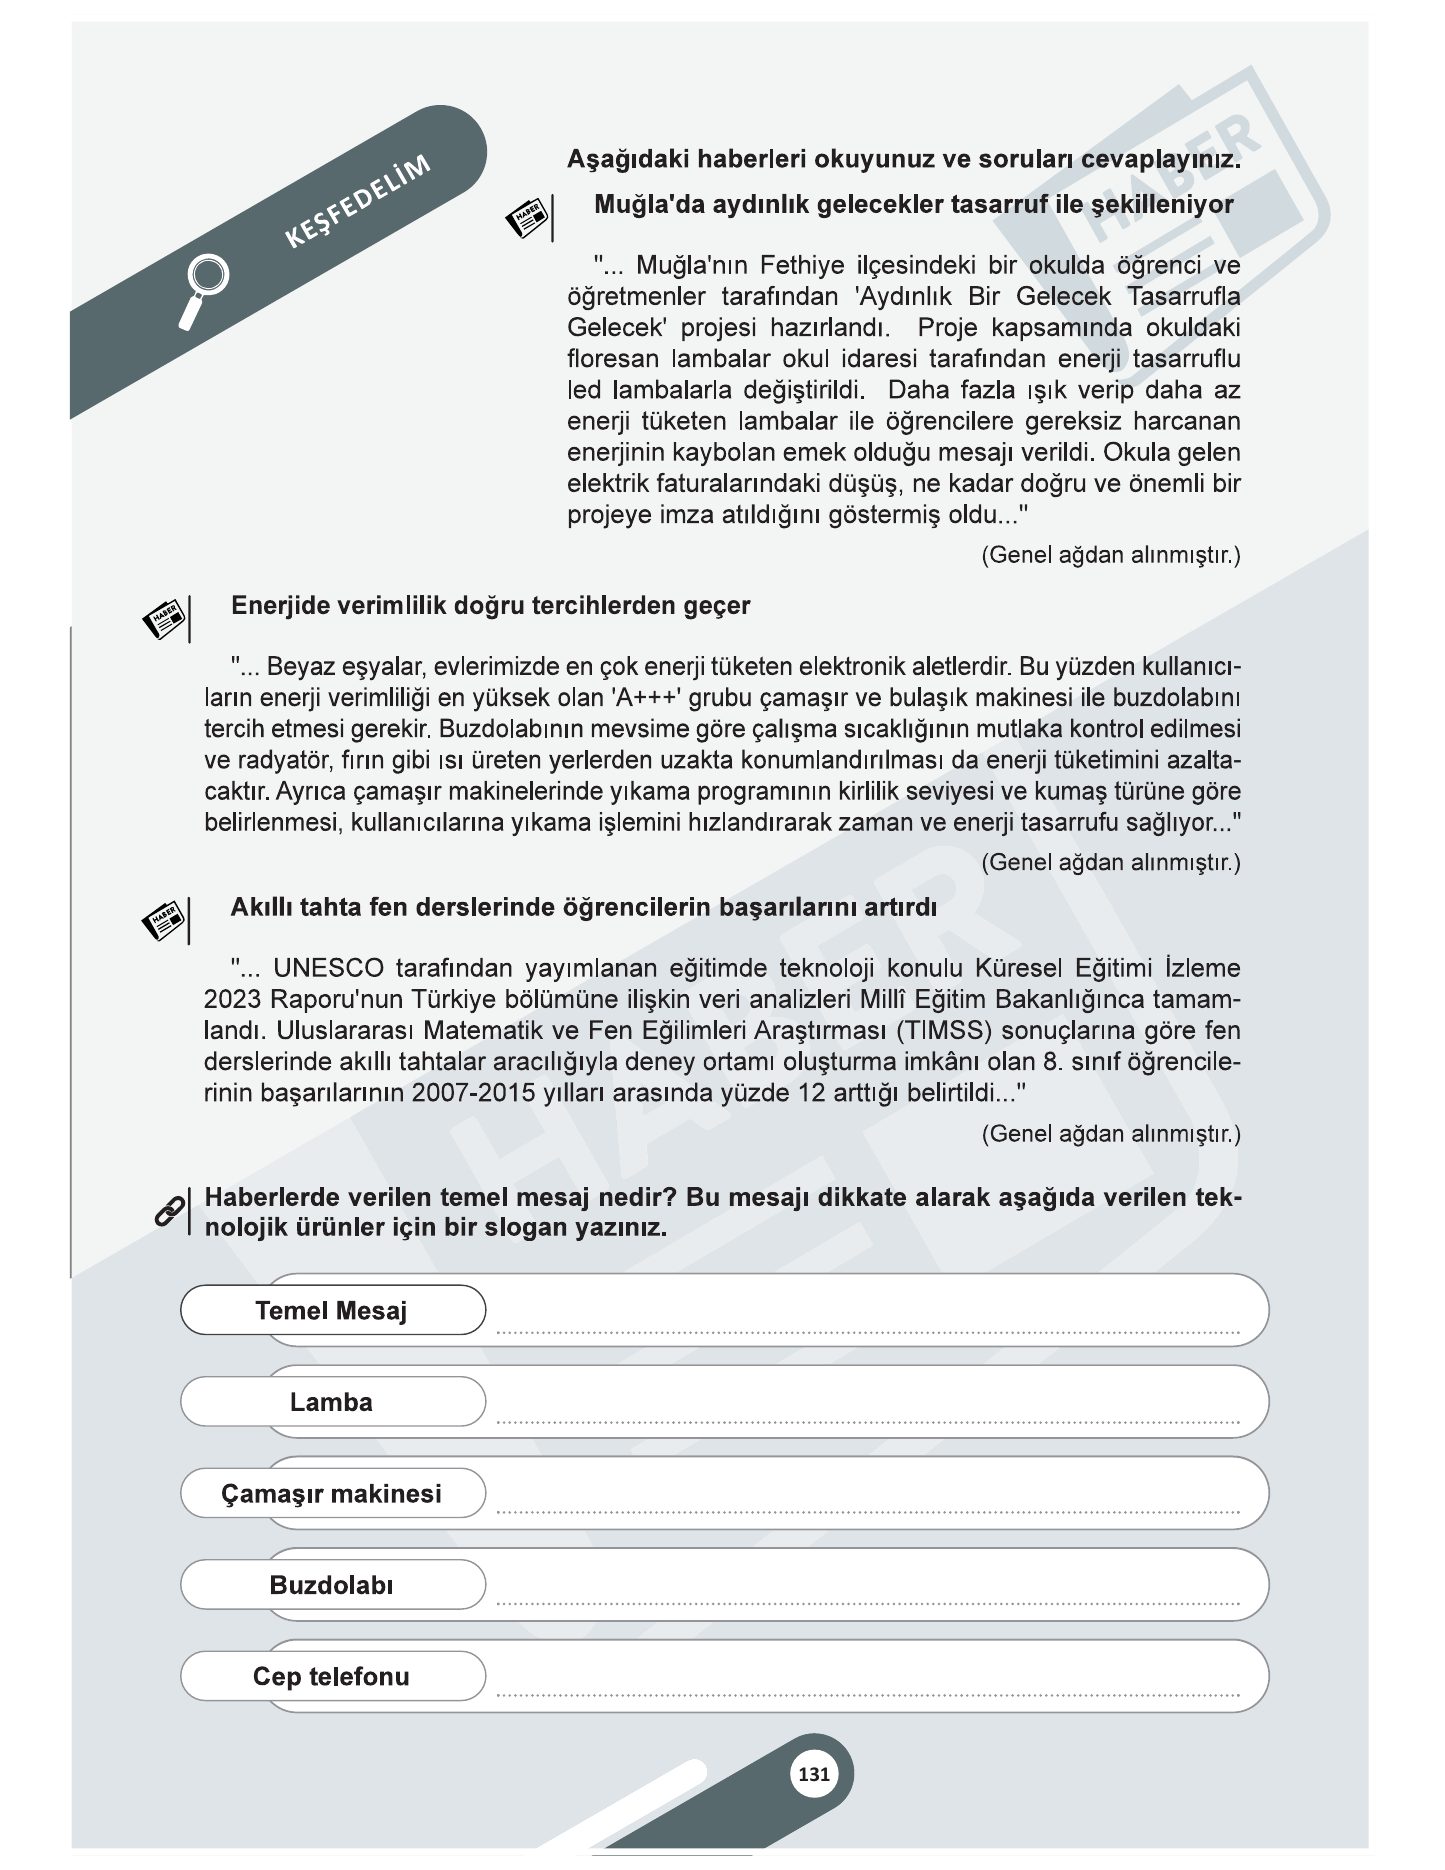 KEŞFEDELİM
HABER
Aşağıdaki haberleri okuyunuz ve soruları cevaplayınız.
HABER
Muğla'da aydınlık gelecekler tasarruf ile şekilleniyor
"... Muğla'nın Fethiye ilçesindeki bir okulda öğrenci ve
öğretmenler tarafından 'Aydınlık Bir Gelecek Tasarrufla
Gelecek' projesi hazırlandı. Proje kapsamında okuldaki
floresan lambalar okul idaresi tarafından enerji tasarruflu
led lambalarla değiştirildi. Daha fazla ışık verip daha az
enerji tüketen lambalar ile öğrencilere gereksiz harcanan
enerjinin kaybolan emek olduğu mesajı verildi. Okula gelen
elektrik faturalarındaki düşüş, ne kadar doğru ve önemli bir
projeye imza atıldığını göstermiş oldu..."
(Genel ağdan alınmıştır.)
HABER
Enerjide verimlilik doğru tercihlerden geçer
"... Beyaz eşyalar, evlerimizde en çok enerji tüketen elektronik aletlerdir. Bu yüzden kullanıcı-
ların enerji verimliliği en yüksek olan 'A+++' grubu çamaşır ve bulaşık makinesi ile buzdolabını
tercih etmesi gerekir. Buzdolabının mevsime göre çalışma sıcaklığının mutlaka kontrol edilmesi
ve radyatör, fırın gibi ısı üreten yerlerden uzakta konumlandırılması da enerji tüketimini azalta-
caktır. Ayrıca çamaşır makinelerinde yıkama programının kirlilik seviyesi ve kumaş türüne göre
belirlenmesi, kullanıcılarına yıkama işlemini hızlandırarak zaman ve enerji tasarrufu sağlıyor..."
(Genel ağdan alınmıştır.)
HABER
Akıllı tahta fen derslerinde öğrencilerin başarılarını artırdı
"... UNESCO tarafından yayımlanan eğitimde teknoloji konulu Küresel Eğitimi İzleme
2023 Raporu'nun Türkiye bölümüne ilişkin veri analizleri Millî Eğitim Bakanlığınca tamam-
landı. Uluslararası Matematik ve Fen Eğilimleri Araştırması (TIMSS) sonuçlarına göre fen
derslerinde akıllı tahtalar aracılığıyla deney ortamı oluşturma imkânı olan 8. sınıf öğrencile-
rinin başarılarının 2007-2015 yılları arasında yüzde 12 arttığı belirtildi..."
(Genel ağdan alınmıştır.)
HABER
Haberlerde verilen temel mesaj nedir? Bu mesajı dikkate alarak aşağıda verilen tek-
nolojik ürünler için bir slogan yazınız.
Temel Mesaj
Lamba
Çamaşır makinesi
Buzdolabı
Cep telefonu
131